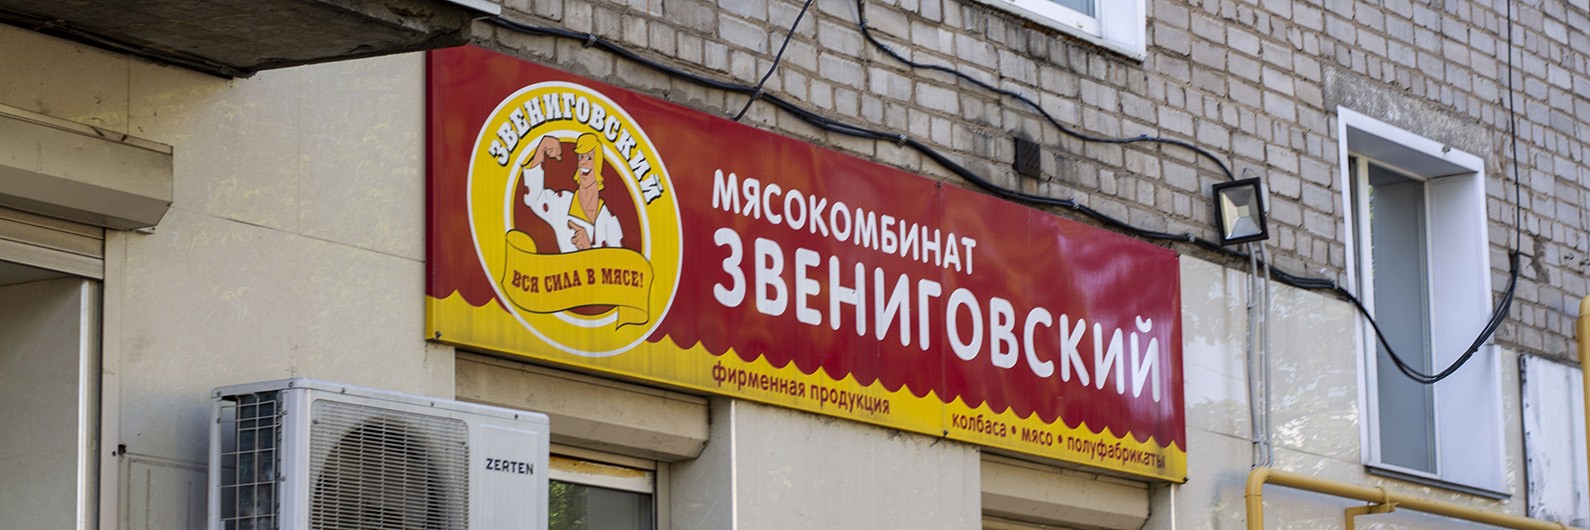 ЗВЕНИГОВСКИЙ
ВСЯ СИЛА В МЯСЕ!
МЯСОКОМБИНАТ
ЗВЕНИГОВСКИЙ
фирменная продукция
колбаса • мясо • полуфабрикаты
ZERTEN